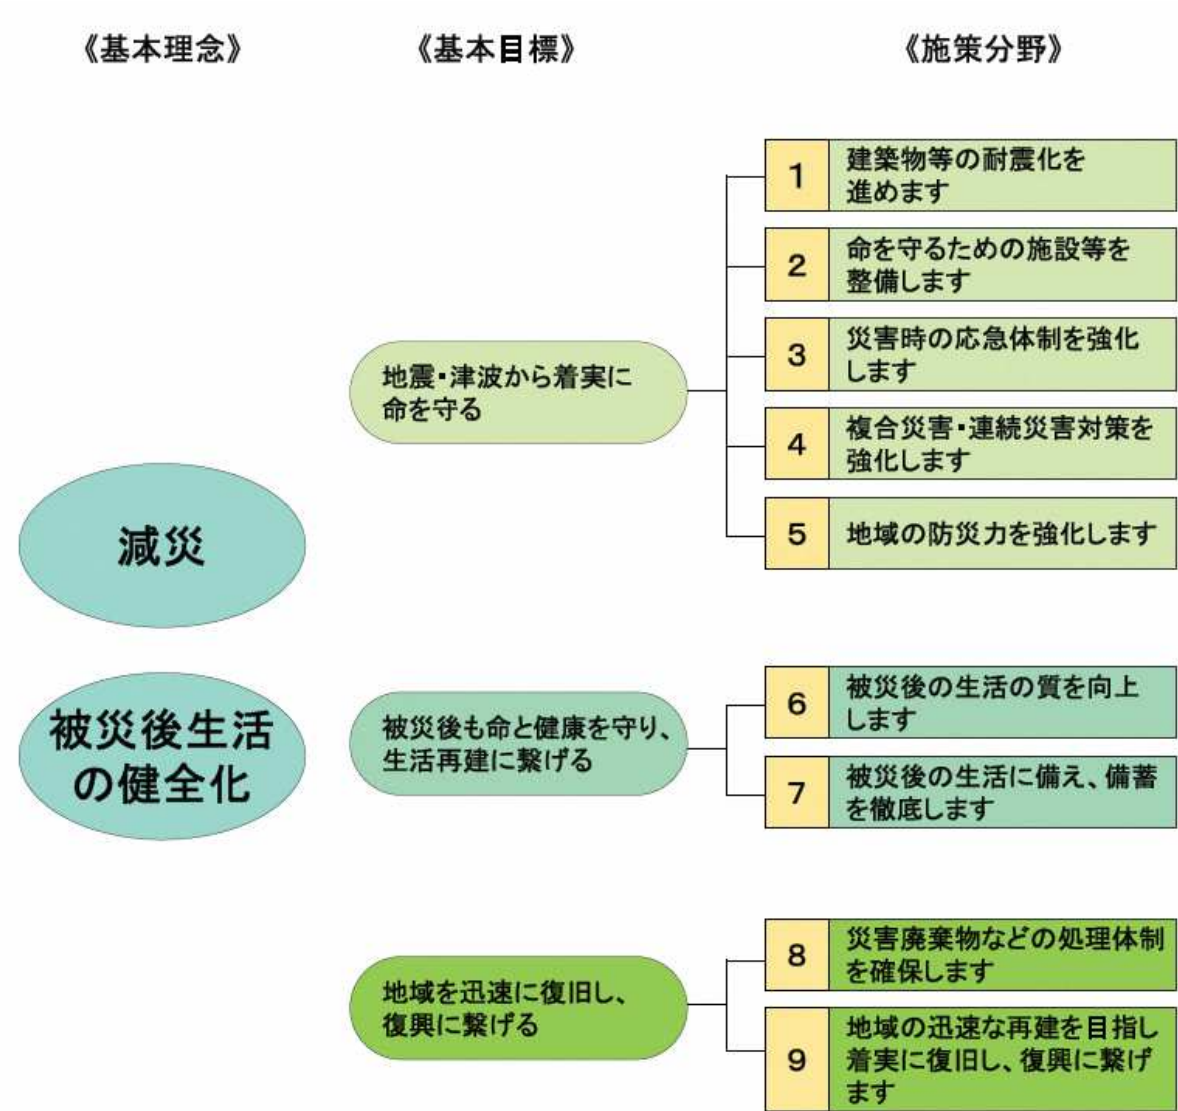 《基本理念》
《基本目標》
《施策分野》
減災
被災後生活
の健全化
地震・津波から着実に
命を守る
1
建築物等の耐震化を
進めます
2
命を守るための施設等を
整備します
3
災害時の応急体制を強化
します
4
複合災害・連続災害対策を
強化します
5
地域の防災力を強化します
被災後も命と健康を守り、
生活再建に繋げる
6
被災後の生活の質を向上
します
7
被災後の生活に備え、備蓄
を徹底します
地域を迅速に復旧し、
復興に繋げる
8
災害廃棄物などの処理体制
を確保します
9
地域の迅速な再建を目指し
着実に復旧し、復興に繋げ
ます